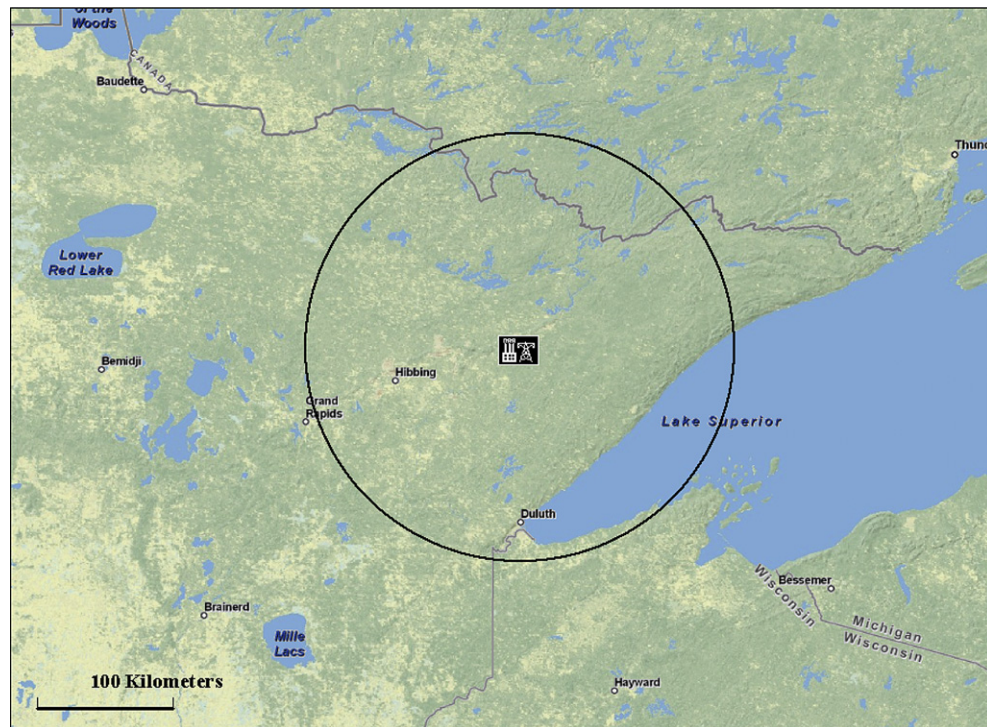 of the
Woods
CANADA
Baudette
Thund
Lower
Red Lake
Bemidji
Hibbing
Grand
Rapids
Lake Superior
Duluth
Bessemer
Wisconsin
Michigan
Wisconsin
Brainerd
Mille
Lacs
Hayward
100 Kilometers